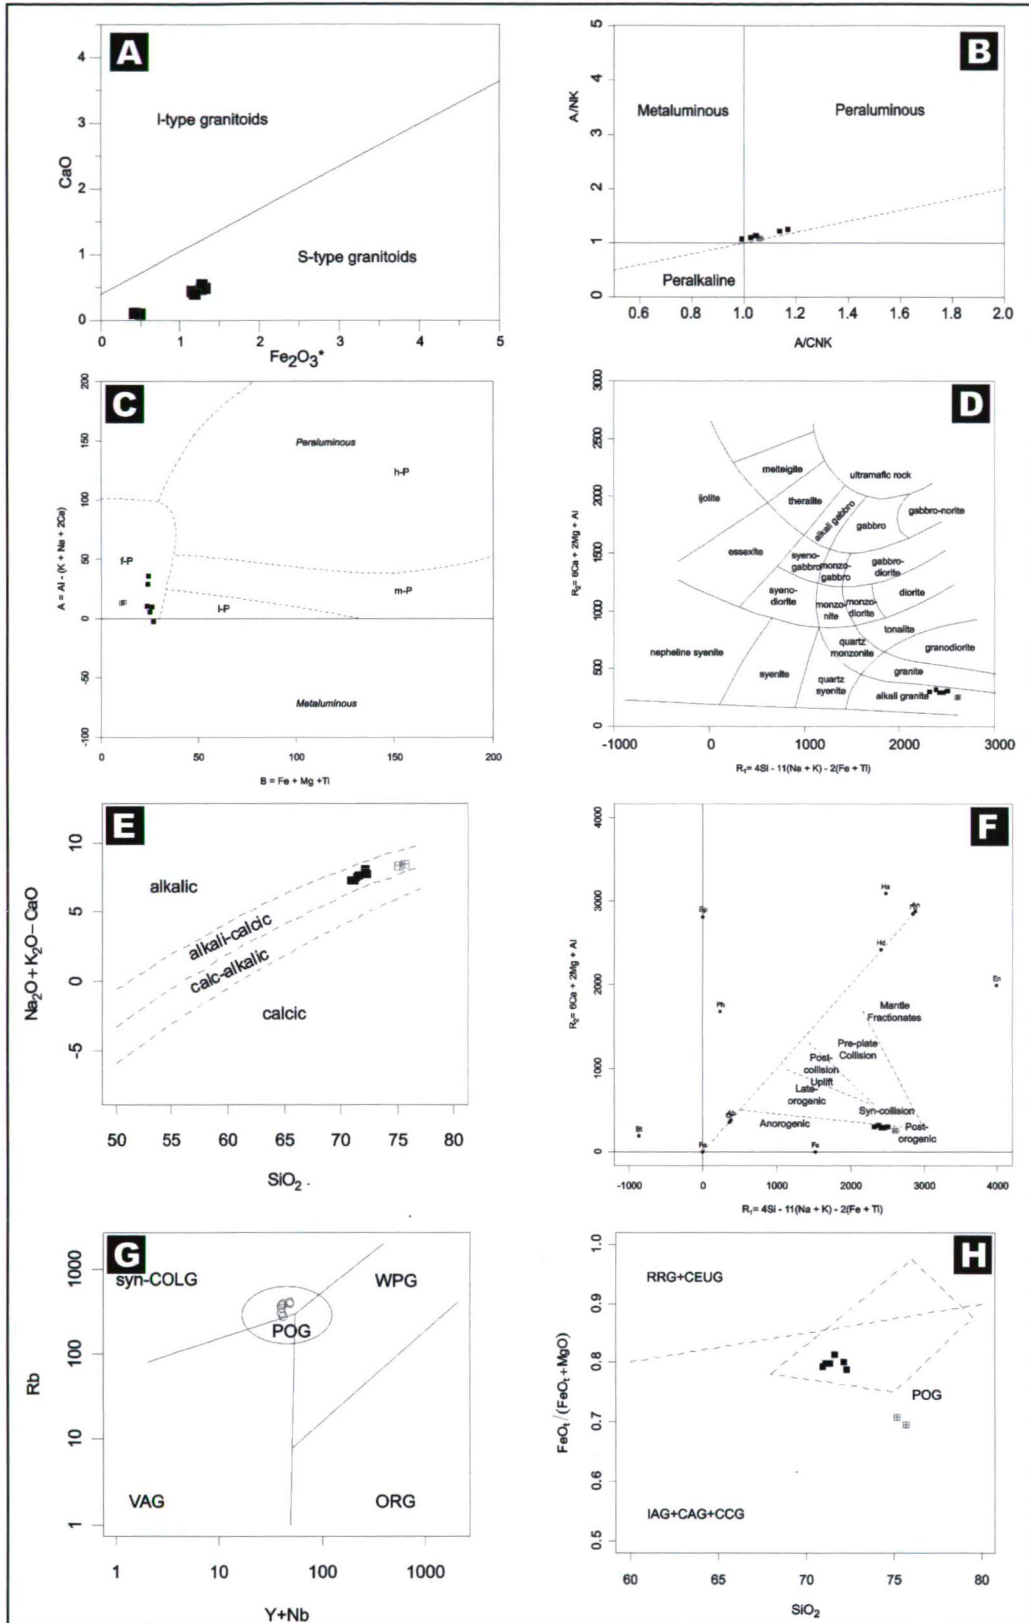 A
4
3
2
1
0
CaO
I-type granitoids
S-type granitoids
0
1
2
3
4
5
Fe₂O₃*
B
5
4
3
2
1
0
A/NK
Metaluminous
Peraluminous
Peralkaline
0.6
0.8
1.0
1.2
1.4
1.6
1.8
2.0
A/CNK
C
200
150
100
50
0
-100
A = Al - (K + Na + 2Ca)
Peraluminous
h-P
f-P
m-P
l-P
Metaluminous
0
50
100
150
200
B = Fe + Mg +Ti
D
3000
2500
2000
1500
1000
500
0
R₂= 6Ca + 2Mg + Al
melteigite
ultramafic rock
ijolite
theralite
alkali gabbro
gabbro
gabbro-norite
essexite
syeno-
gabbro
monzo-
gabbro
gabbro-
diorite
syeno-
diorite
monzo-
nite
monzo-
diorite
diorite
tonalite
nepheline syenite
quartz
monzonite
granodiorite
syenite
quartz
syenite
granite
alkali granite
-1000
0
1000
2000
3000
R₁= 4Si - 11(Na + K) - 2(Fe + Ti)
E
10
5
0
-5
Na₂O + K₂O – CaO
alkalic
alkali-calcic
calc-alkalic
calcic
50
55
60
65
70
75
80
SiO₂
F
4000
3000
2000
1000
0
R₂= 6Ca + 2Mg + Al
Hs
Hd
En
Ph
Mantle
Fractionates
Pre-plate
Collision
Post-
collision
Uplift
Late-
orogenic
Syn-collision
Anorogenic
Post-
orogenic
-1000
0
1000
2000
3000
4000
R₁= 4Si - 11(Na + K) - 2(Fe + Ti)
G
1000
100
10
1
Rb
syn-COLG
WPG
POG
VAG
ORG
1
10
100
1000
Y+Nb
H
1.0
0.9
0.8
0.7
0.6
0.5
FeOt / (FeOt + MgO)
RRG+CEUG
POG
IAG+CAG+CCG
60
65
70
75
80
SiO₂